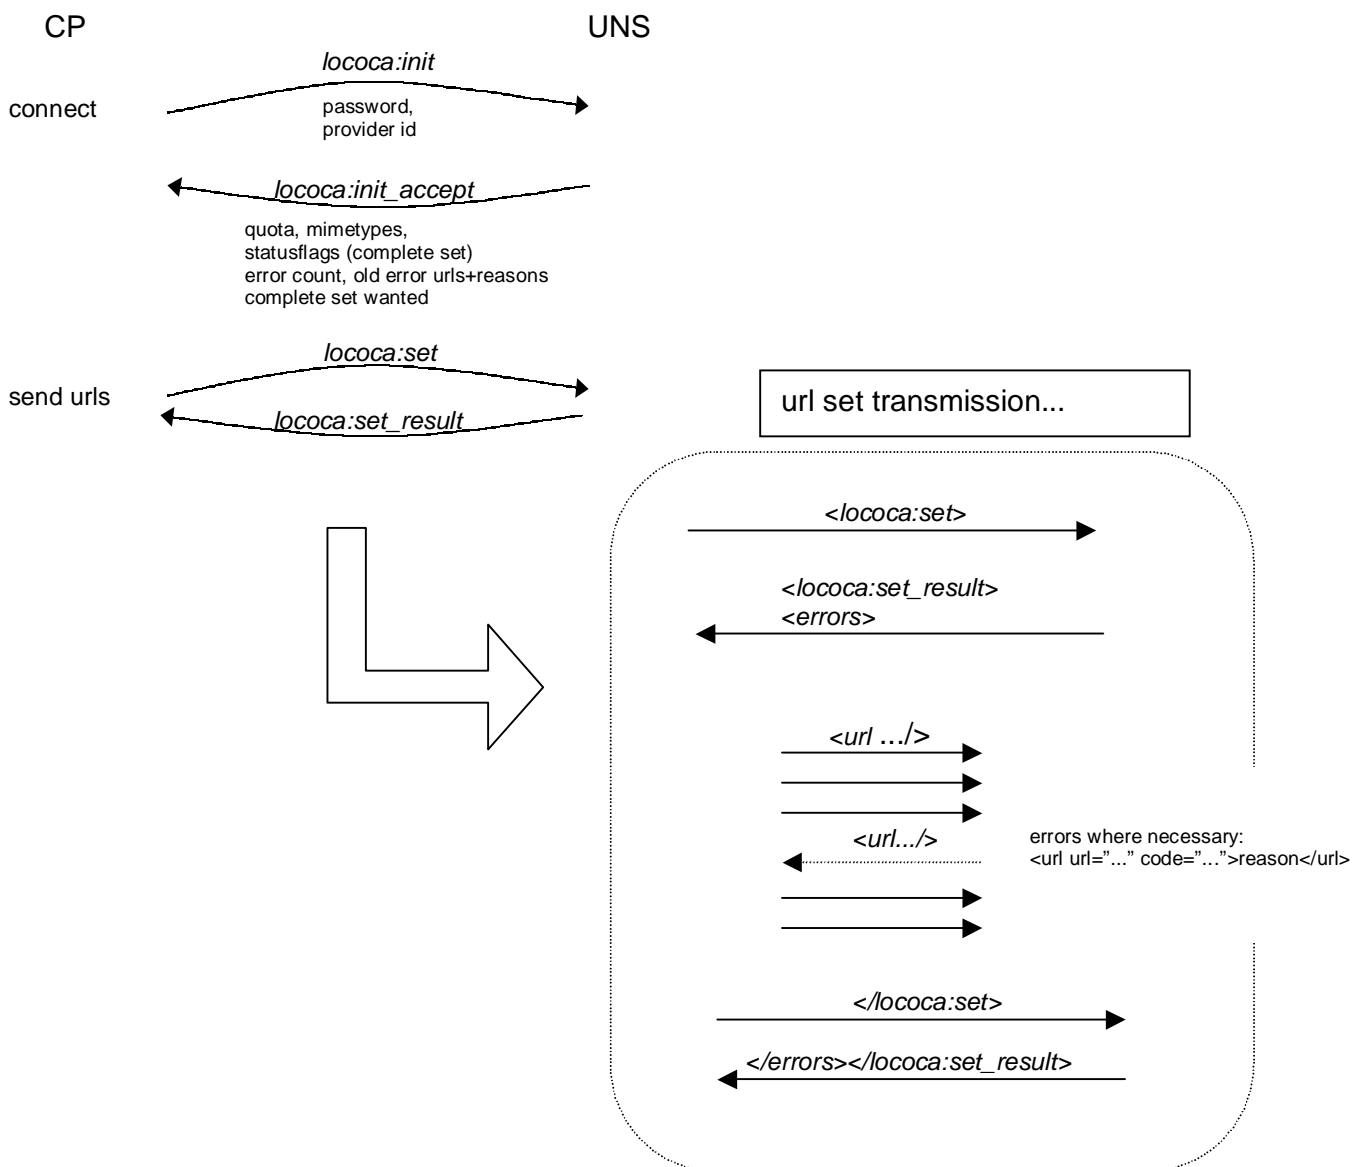 CP
UNS
lococa:init
connect
password,
provider id
lococa:init_accept
quota, mimetypes,
statusflags (complete set)
error count, old error urls+reasons
complete set wanted
lococa:set
send urls
lococa:set_result
url set transmission...
<lococa:set>
<lococa:set_result>
<errors>
<url .../>
<url.../>
errors where necessary:
<url url=”...” code=”...”>reason</url>
</lococa:set>
</errors></lococa:set_result>